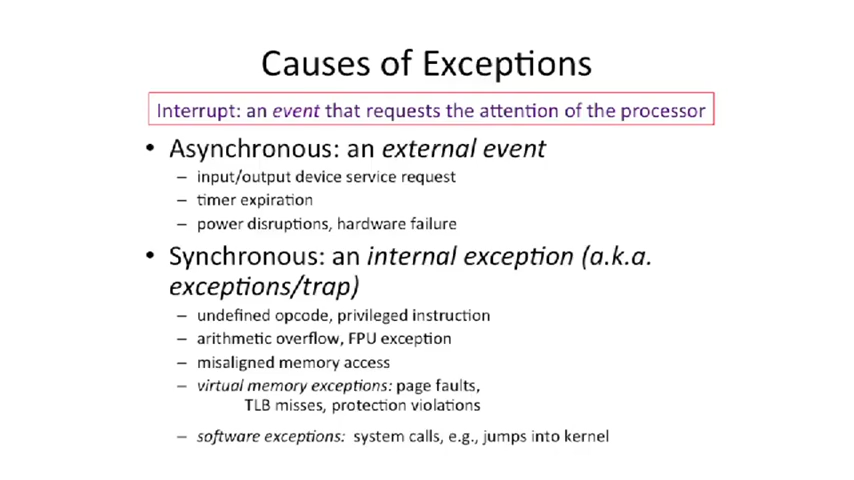 Causes of Exceptions
Interrupt: an event that requests the attention of the processor
• Asynchronous: an external event
– input/output device service request
– timer expiration
– power disruptions, hardware failure
• Synchronous: an internal exception (a.k.a.
exceptions/trap)
– undefined opcode, privileged instruction
– arithmetic overflow, FPU exception
– misaligned memory access
– virtual memory exceptions: page faults,
TLB misses, protection violations
– software exceptions: system calls, e.g., jumps into kernel